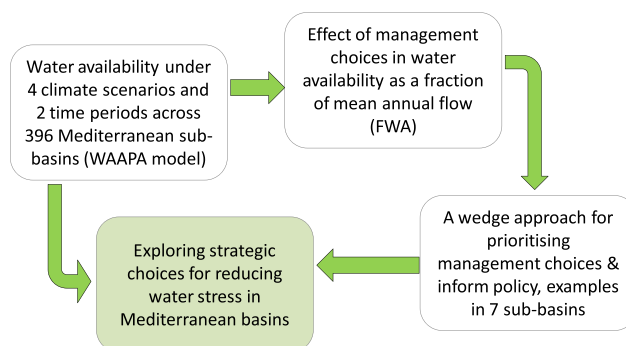 Water availability under
4 climate scenarios and
2 time periods across
396 Mediterranean sub-
basins (WAAPA model)
Effect of management
choices in water
availability as a fraction
of mean annual flow
(FWA)
A wedge approach for
prioritising
management choices &
inform policy, examples
in 7 sub-basins
Exploring strategic
choices for reducing
water stress in
Mediterranean basins